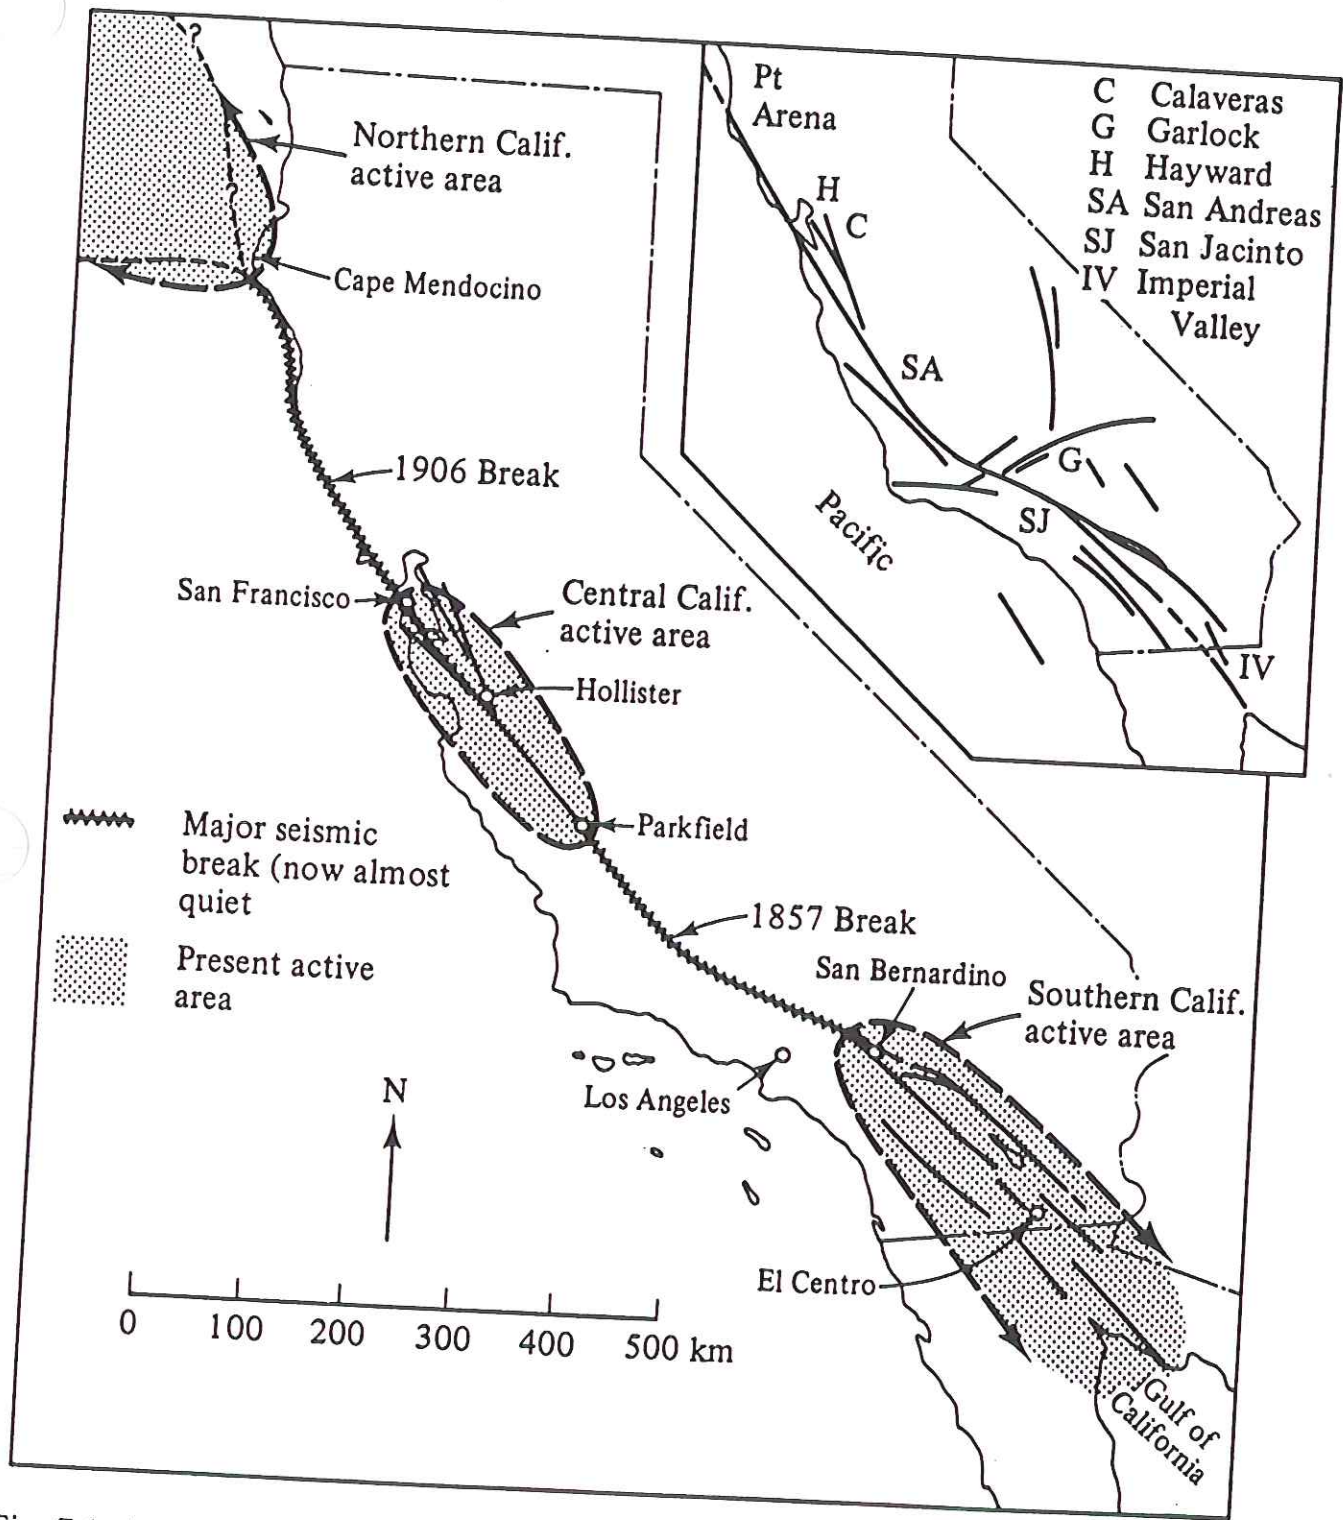 ?
Northern Calif.
active area
?
Cape Mendocino
1906 Break
San Francisco
Central Calif.
active area
Hollister
Parkfield
Major seismic
break (now almost
quiet
Present active
area
1857 Break
San Bernardino
Southern Calif.
active area
Los Angeles
N
El Centro
0 100 200 300 400 500 km
Gulf of
California
Pt
Arena
H
C
SA
G
SJ
Pacific
IV
C Calaveras
G Garlock
H Hayward
SA San Andreas
SJ San Jacinto
IV Imperial
Valley